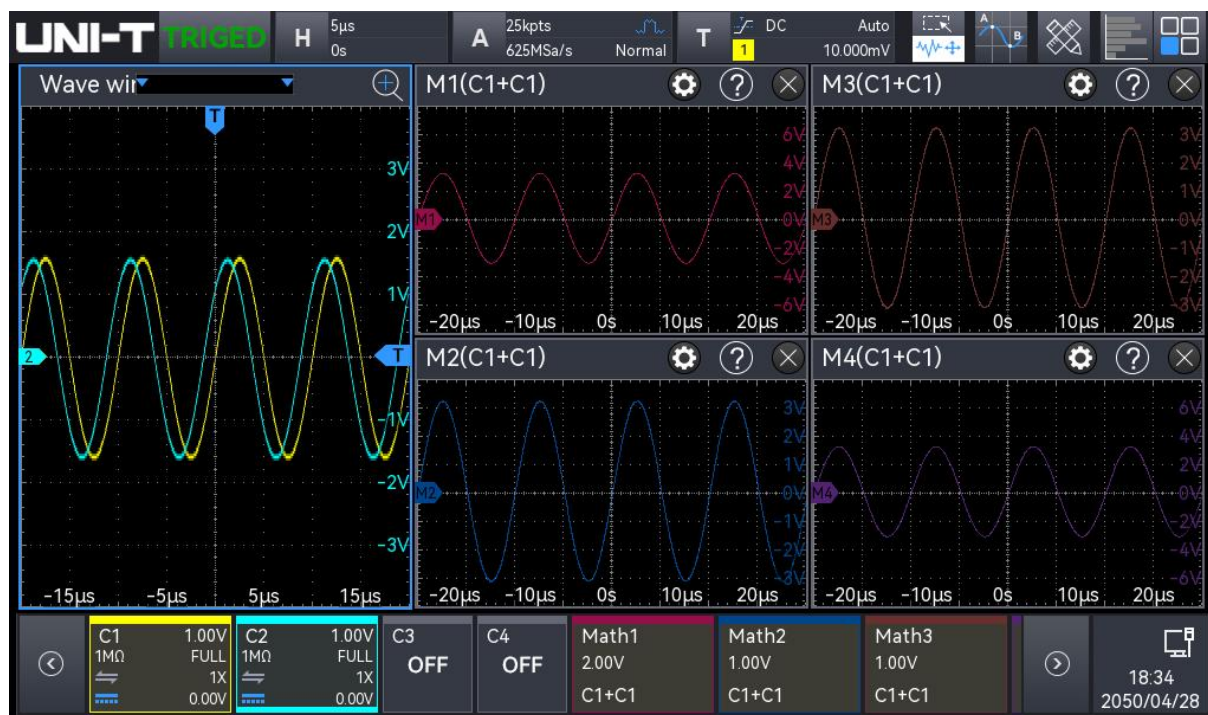 UNI-T TRIGED H 5µs A 25kpts T DC Auto
0s 625MSa/s Normal 1 10.000mV
A B
Wave wir
T
3V
2V
1V
2 T
-1V
-2V
-3V
-15µs -5µs 5µs 15µs
M1(C1+C1) ?
6V
4V
2V
M1 0V
-2V
-4V
-6V
-20µs -10µs 0s 10µs 20µs
M3(C1+C1) ?
3V
2V
1V
M3 0V
-1V
-2V
-3V
-20µs -10µs 0s 10µs 20µs
M2(C1+C1) ?
3V
2V
1V
M2 0V
-1V
-2V
-3V
-20µs -10µs 0s 10µs 20µs
M4(C1+C1) ?
6V
4V
2V
M4 0V
-2V
-4V
-6V
-20µs -10µs 0s 10µs 20µs
C1 1.00V
1MΩ FULL
1X
0.00V
C2 1.00V
1MΩ FULL
1X
0.00V
C3
OFF
C4
OFF
Math1
2.00V
C1+C1
Math2
1.00V
C1+C1
Math3
1.00V
C1+C1
18:34
2050/04/28